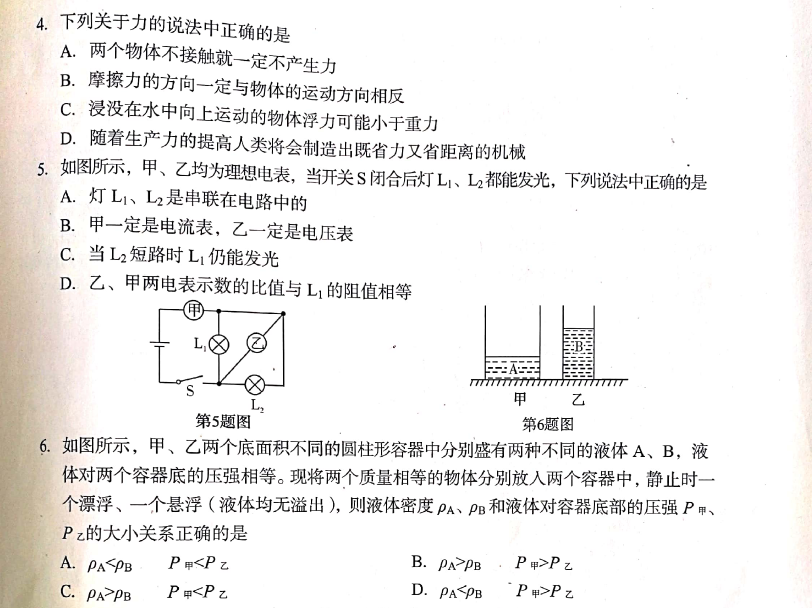 4. 下列关于力的说法中正确的是
A. 两个物体不接触就一定不产生力
B. 摩擦力的方向一定与物体的运动方向相反
C. 浸没在水中向上运动的物体浮力可能小于重力
D. 随着生产力的提高人类将会制造出既省力又省距离的机械
5. 如图所示，甲、乙均为理想电表，当开关S闭合后灯L₁、L₂都能发光，下列说法中正确的是
A. 灯L₁、L₂是串联在电路中的
B. 甲一定是电流表，乙一定是电压表
C. 当L₂短路时L₁仍能发光
D. 乙、甲两电表示数的比值与L₁的阻值相等
甲
L₁
乙
S
L₂
第5题图
A
B
甲 乙
第6题图
6. 如图所示，甲、乙两个底面积不同的圆柱形容器中分别盛有两种不同的液体A、B，液
体对两个容器底的压强相等。现将两个质量相等的物体分别放入两个容器中，静止时一
个漂浮、一个悬浮（液体均无溢出），则液体密度ρA、ρB和液体对容器底部的压强P甲、
P乙的大小关系正确的是
A. ρA<ρB P甲<P乙 B. ρA>ρB P甲>P乙
C. ρA>ρB P甲<P乙 D. ρA<ρB P甲>P乙